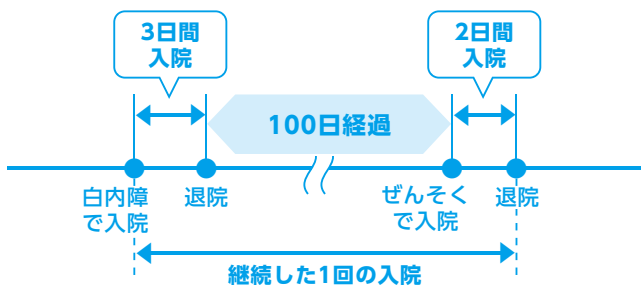 3日間
入院
2日間
入院
100日経過
白内障
で入院
退院
ぜんそく
で入院
退院
継続した1回の入院